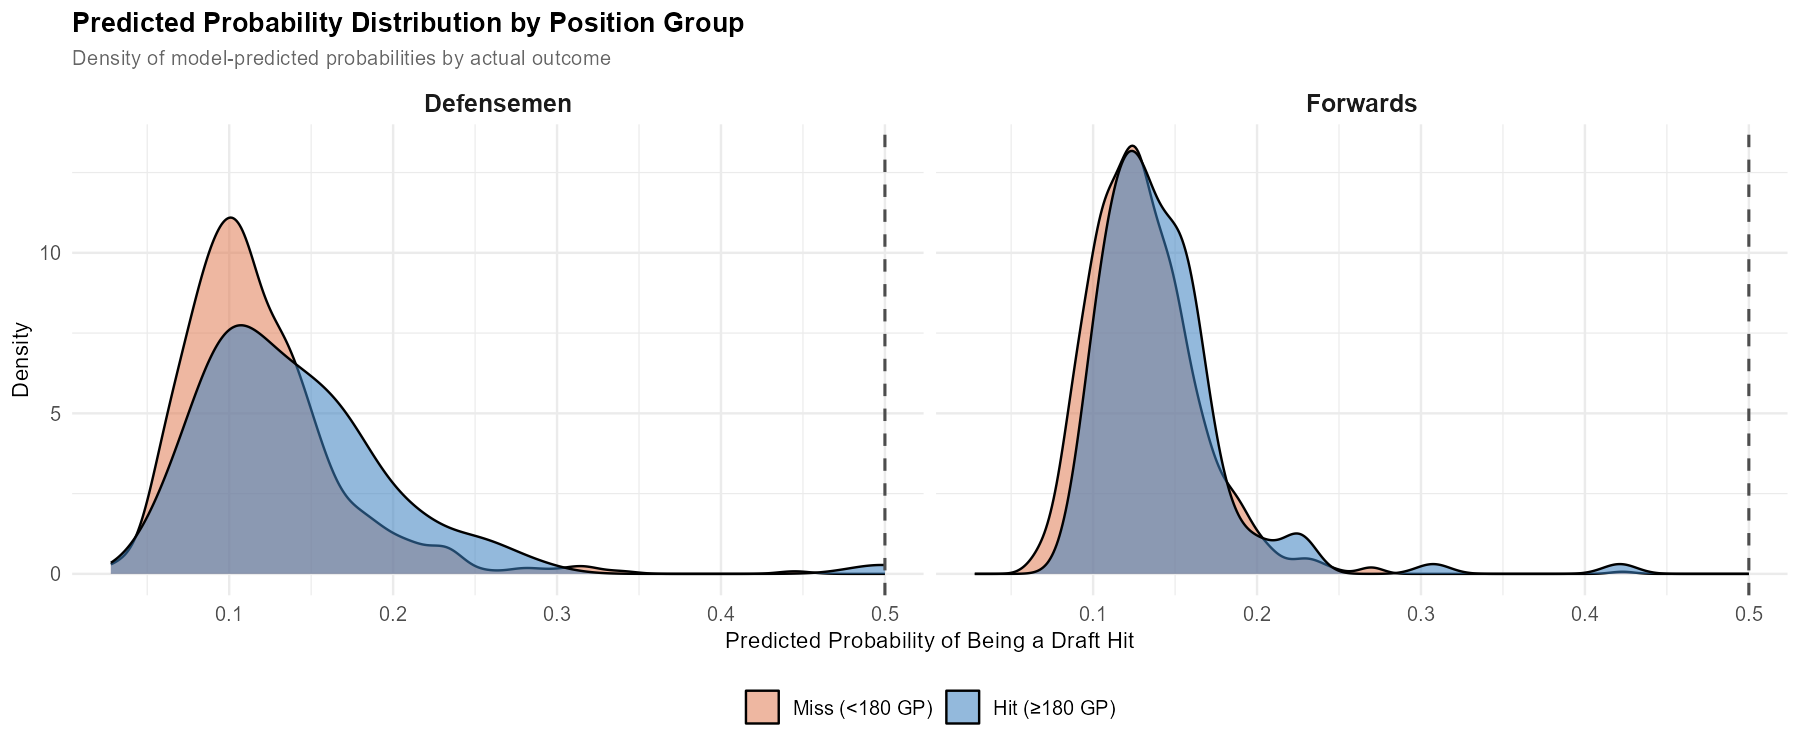 Predicted Probability Distribution by Position Group
Density of model-predicted probabilities by actual outcome
Defensemen
Forwards
Density
10
5
0
0.1 0.2 0.3 0.4 0.5
0.1 0.2 0.3 0.4 0.5
Predicted Probability of Being a Draft Hit
Miss (<180 GP) Hit (≥180 GP)